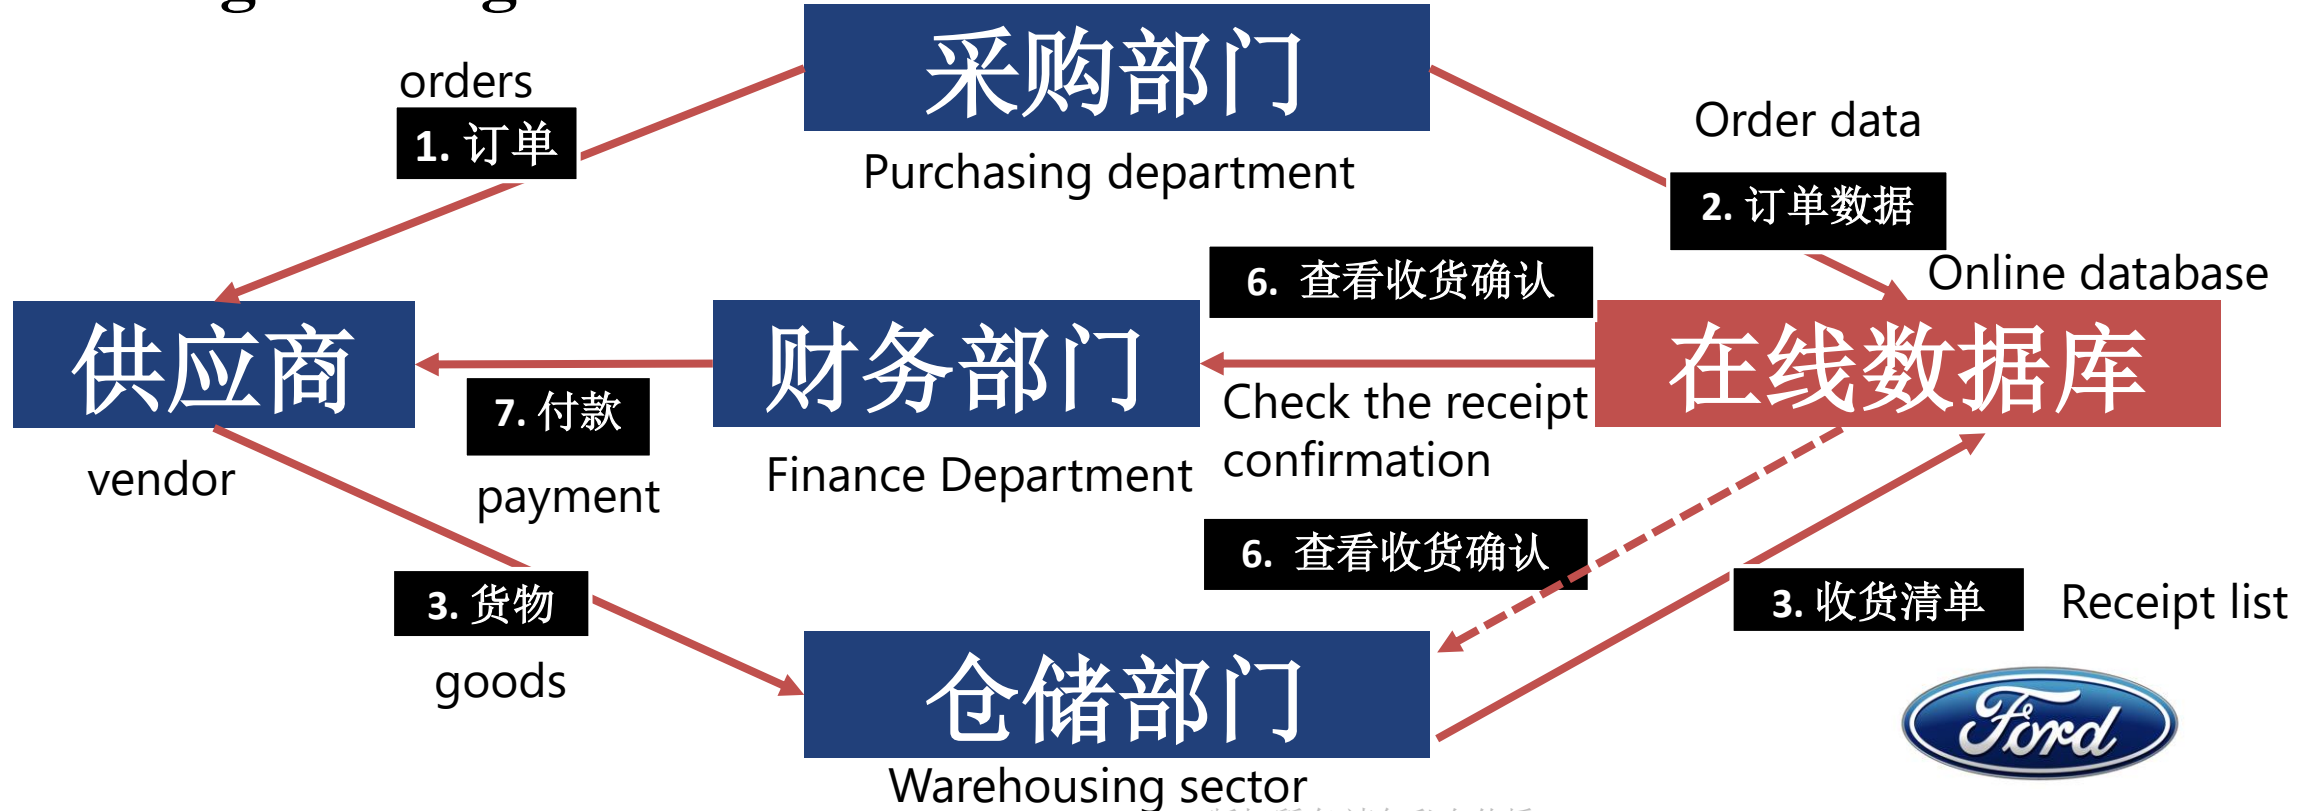 采购部门
orders
1. 订单
Order data
Purchasing department
2. 订单数据
6. 查看收货确认
Online database
供应商
财务部门
在线数据库
7. 付款
Check the receipt
confirmation
vendor
payment
Finance Department
6. 查看收货确认
3. 货物
3. 收货清单
Receipt list
goods
仓储部门
Ford
Warehousing sector